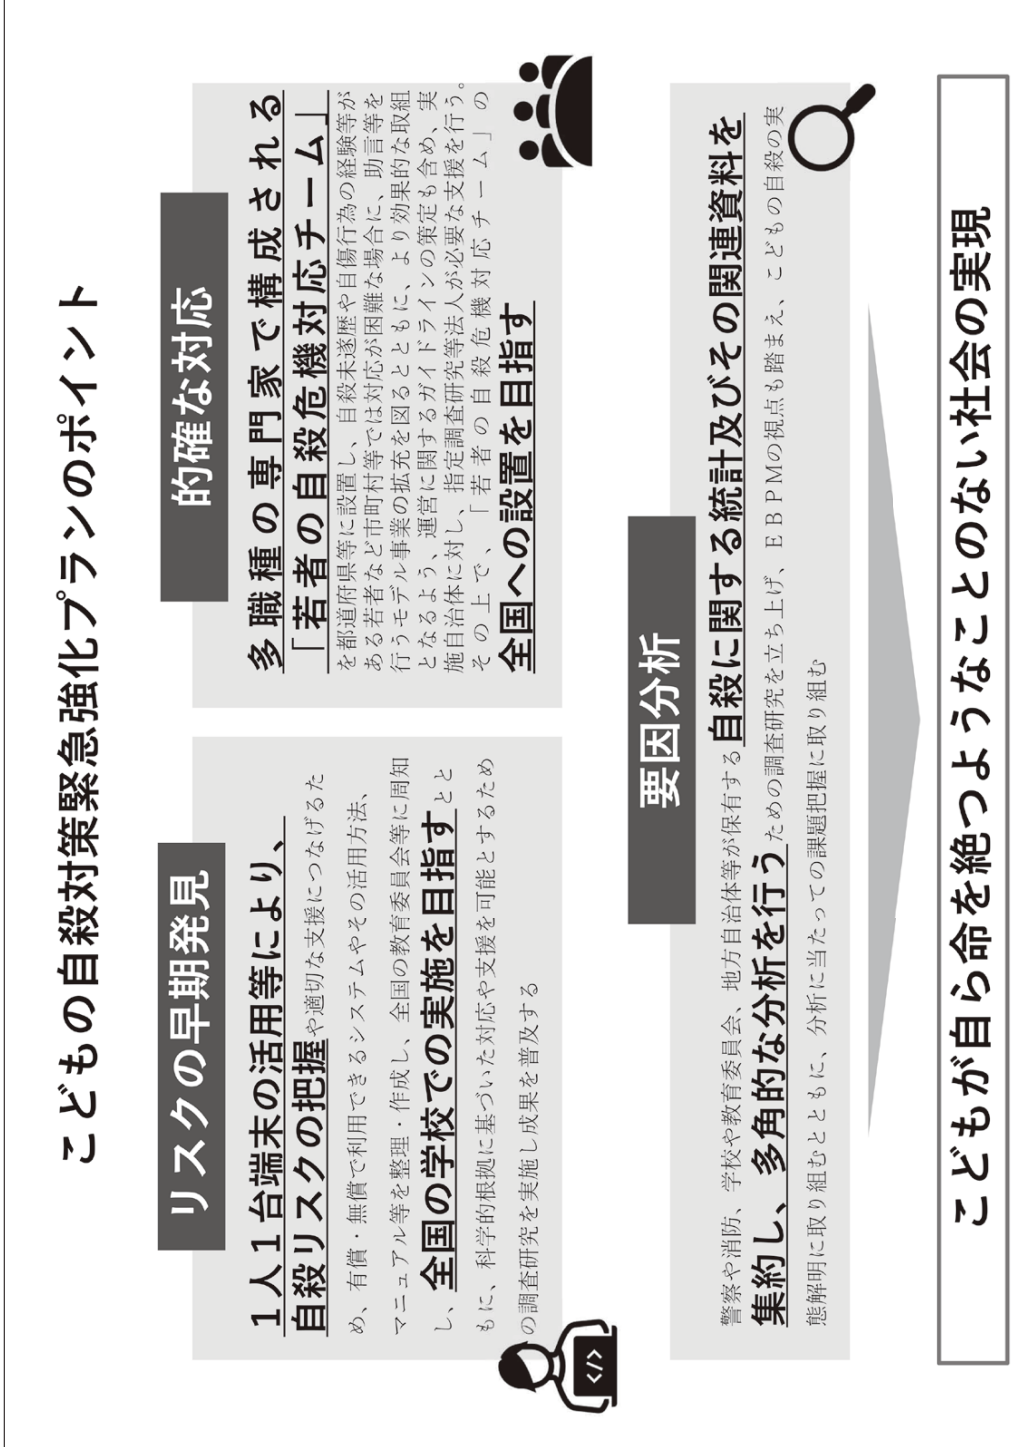 こどもの自殺対策緊急強化プランのポイント
リスクの早期発見
１人１台端末の活用等により、
自殺リスクの把握や適切な支援につなげるた
め、有償・無償で利用できるシステムやその活用方法、
マニュアル等を整理・作成し、全国の教育委員会等に周知
し、全国の学校での実施を目指すとと
もに、科学的根拠に基づいた対応や支援を可能とするため
の調査研究を実施し成果を普及する
的確な対応
多職種の専門家で構成される
「若者の自殺危機対応チーム」
を都道府県等に設置し、自殺未遂歴や自傷行為の経験等が
ある若者など市町村等では対応が困難な場合に、助言等を
行うモデル事業の拡充を図るとともに、より効果的な取組
となるよう、運営に関するガイドラインの策定も含め、実
施自治体に対し、指定調査研究等法人が必要な支援を行う。
その上で、「若者の自殺危機対応チーム」の
全国への設置を目指す
要因分析
警察や消防、学校や教育委員会、地方自治体等が保有する自殺に関する統計及びその関連資料を
集約し、多角的な分析を行うための調査研究を立ち上げ、ＥＢＰＭの視点も踏まえ、こどもの自殺の実
態解明に取り組むとともに、分析に当たっての課題把握に取り組む
こどもが自ら命を絶つようなことのない社会の実現